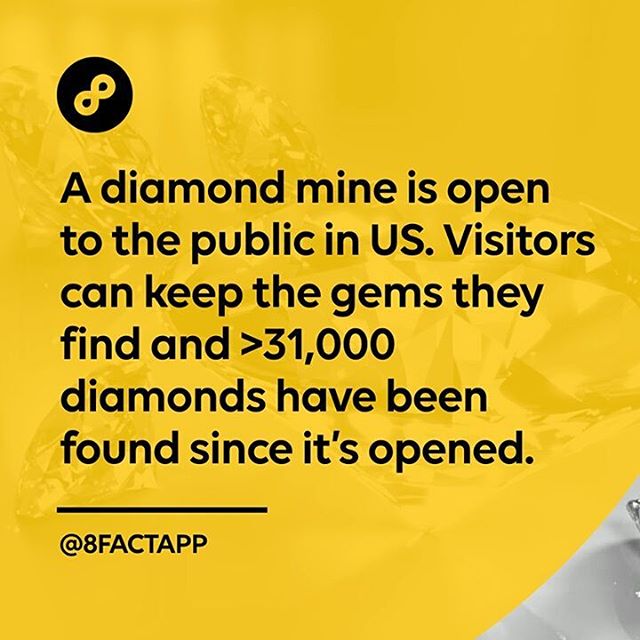 A diamond mine is open
to the public in US. Visitors
can keep the gems they
find and >31,000
diamonds have been
found since it's opened.
@8FACTAPP